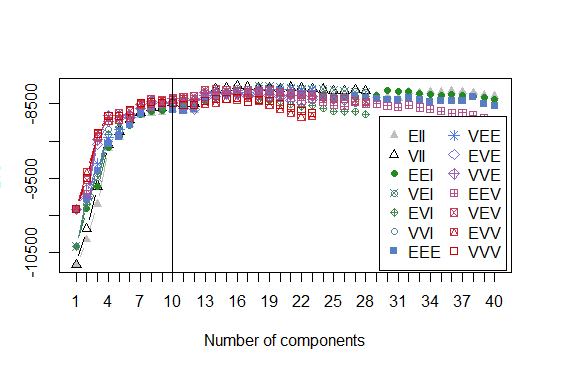 -8500
-9500
-10500
EII
VII
EEI
VEI
EVI
VVI
EEE
VEE
EVE
VVE
EEV
VEV
EVV
VVV
1 4 7 10 13 16 19 22 25 28 31 34 37 40
Number of components